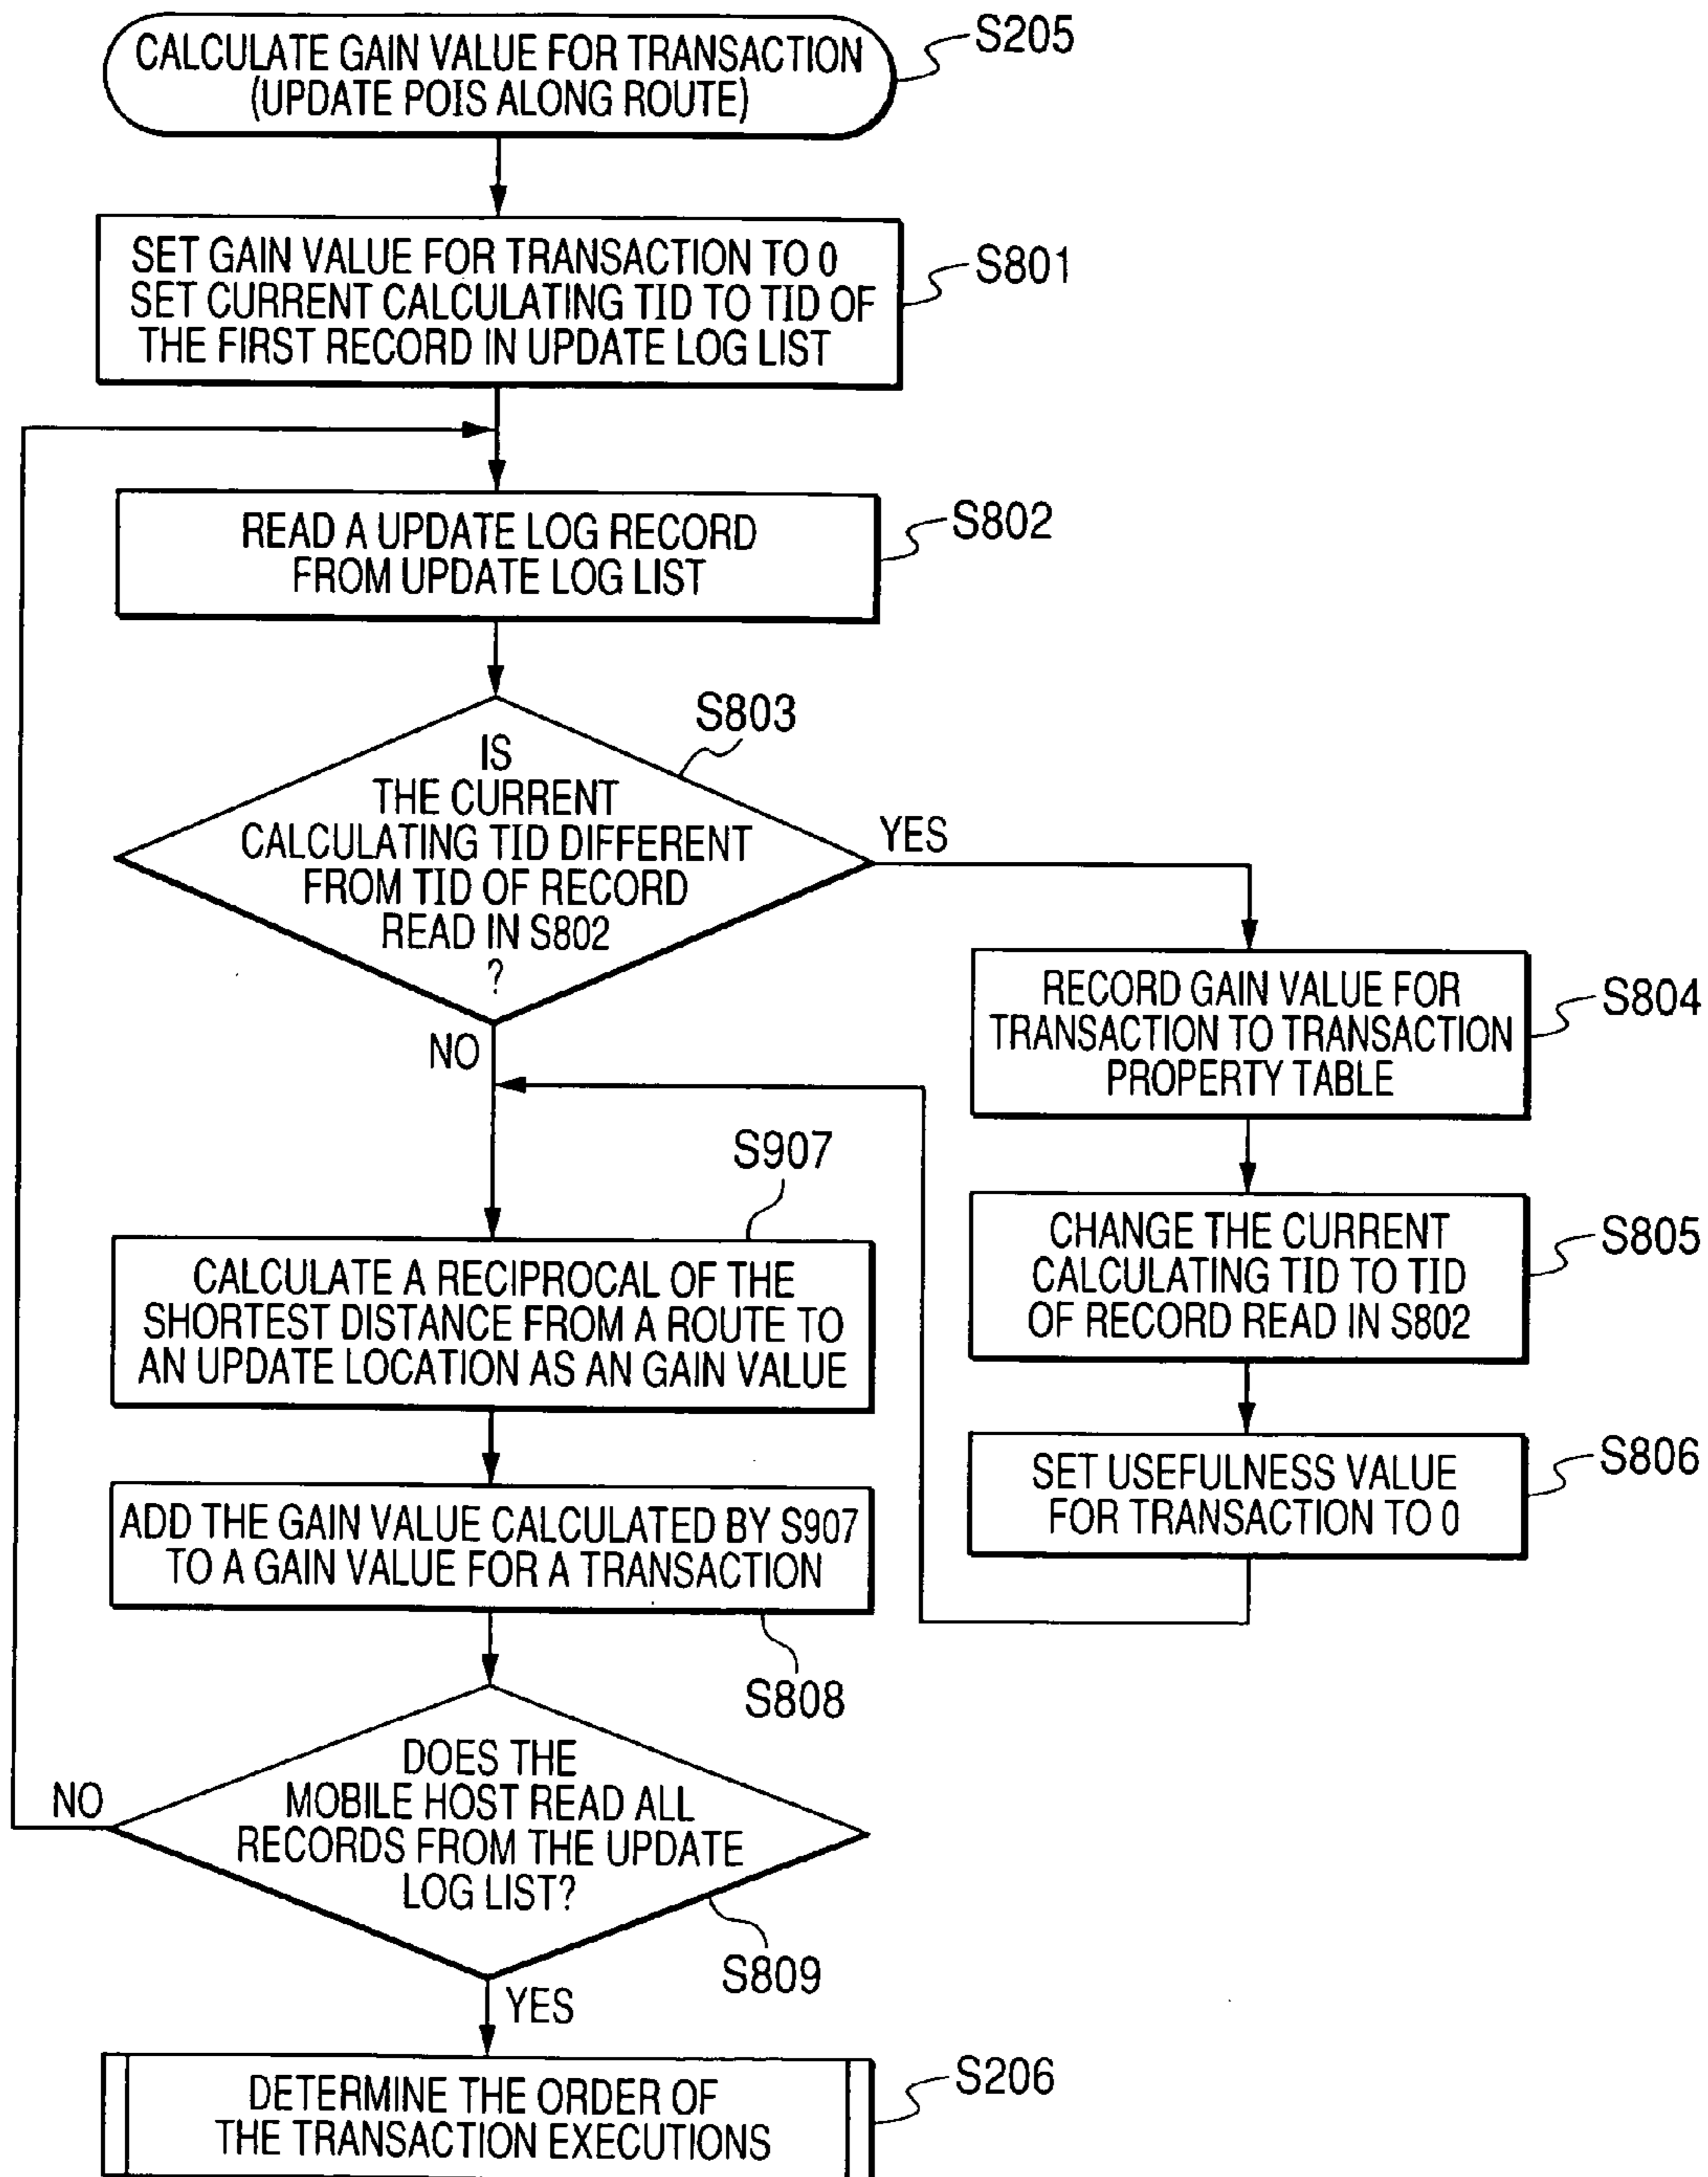 CALCULATE GAIN VALUE FOR TRANSACTION
(UPDATE POIS ALONG ROUTE)
S205
SET GAIN VALUE FOR TRANSACTION TO 0
SET CURRENT CALCULATING TID TO TID OF
THE FIRST RECORD IN UPDATE LOG LIST
S801
READ A UPDATE LOG RECORD
FROM UPDATE LOG LIST
S802
S803
IS
THE CURRENT
CALCULATING TID DIFFERENT
FROM TID OF RECORD
READ IN S802
?
YES
NO
RECORD GAIN VALUE FOR
TRANSACTION TO TRANSACTION
PROPERTY TABLE
S804
CHANGE THE CURRENT
CALCULATING TID TO TID
OF RECORD READ IN S802
S805
SET USEFULNESS VALUE
FOR TRANSACTION TO 0
S806
S907
CALCULATE A RECIPROCAL OF THE
SHORTEST DISTANCE FROM A ROUTE TO
AN UPDATE LOCATION AS AN GAIN VALUE
ADD THE GAIN VALUE CALCULATED BY S907
TO A GAIN VALUE FOR A TRANSACTION
S808
DOES THE
MOBILE HOST READ ALL
RECORDS FROM THE UPDATE
LOG LIST?
NO
S809
YES
DETERMINE THE ORDER OF
THE TRANSACTION EXECUTIONS
S206